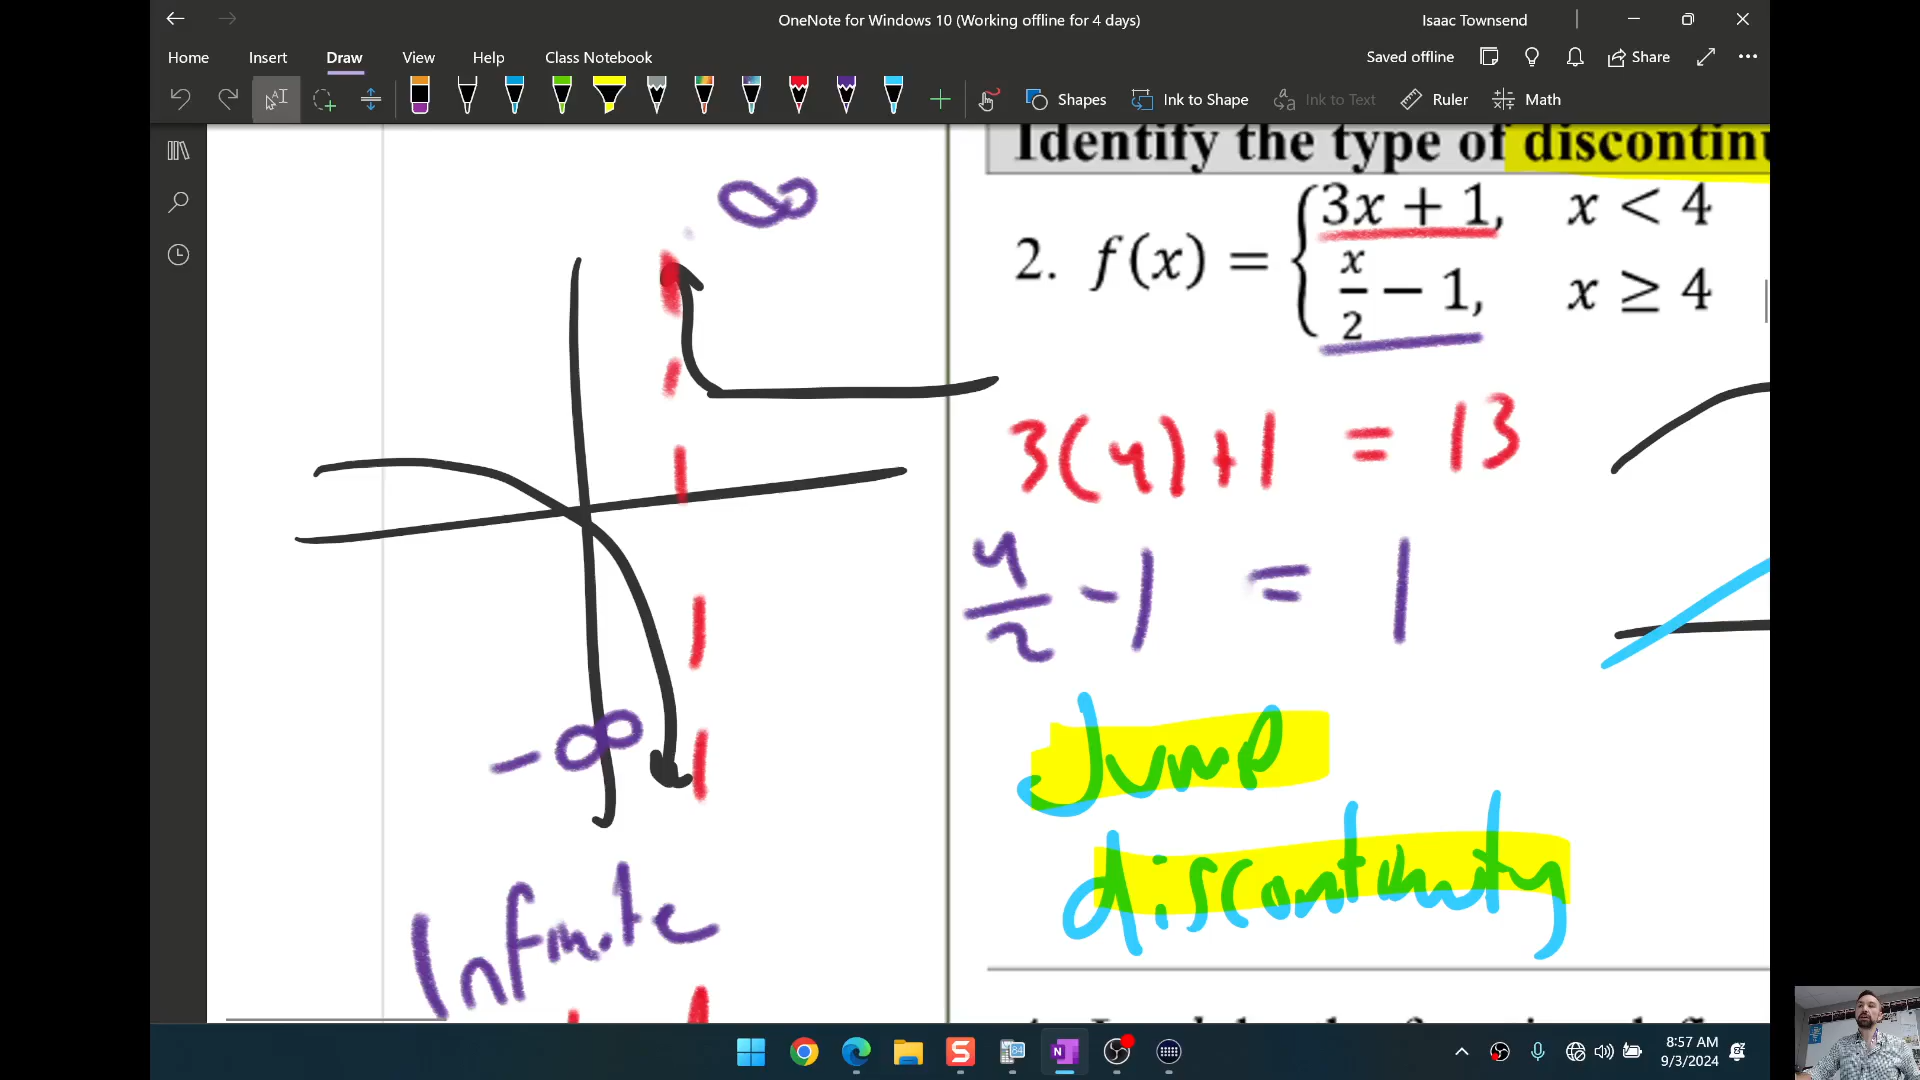 OneNote for Windows 10 (Working offline for 4 days)
Isaac Townsend
Home Insert Draw View Help Class Notebook
Saved offline Share
Shapes Ink to Shape Ink to Text Ruler Math
∞
-∞
Infinite
Identify the type of discontinu
2. f(x) = { 3x + 1, x < 4
x/2 − 1, x ≥ 4
3(4)+1 = 13
4/2 -1 = 1
Jump
discontinuity
8:57 AM
9/3/2024